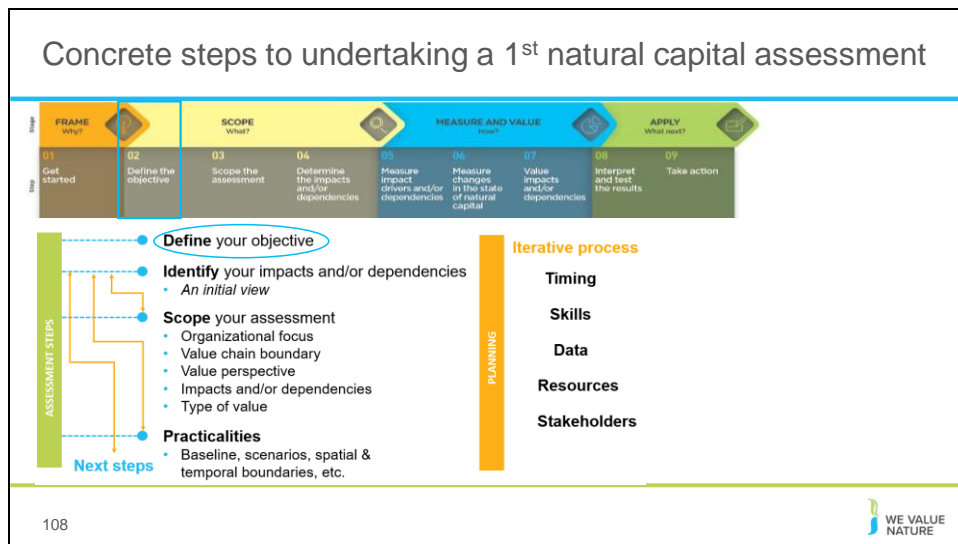 Concrete steps to undertaking a 1st natural capital assessment
Stage
FRAME
Why?
SCOPE
What?
MEASURE AND VALUE
How?
APPLY
What next?
Step
01
Get
started
02
Define the
objective
03
Scope the
assessment
04
Determine
the impacts
and/or
dependencies
05
Measure
impact
drivers and/or
dependencies
06
Measure
changes
in the state
of natural
capital
07
Value
impacts
and/or
dependencies
08
Interpret
and test
the results
09
Take action
ASSESSMENT STEPS
Define your objective
Identify your impacts and/or dependencies
• An initial view
Scope your assessment
• Organizational focus
• Value chain boundary
• Value perspective
• Impacts and/or dependencies
• Type of value
Practicalities
• Baseline, scenarios, spatial &
temporal boundaries, etc.
Next steps
PLANNING
Iterative process
Timing
Skills
Data
Resources
Stakeholders
108
WE VALUE
NATURE